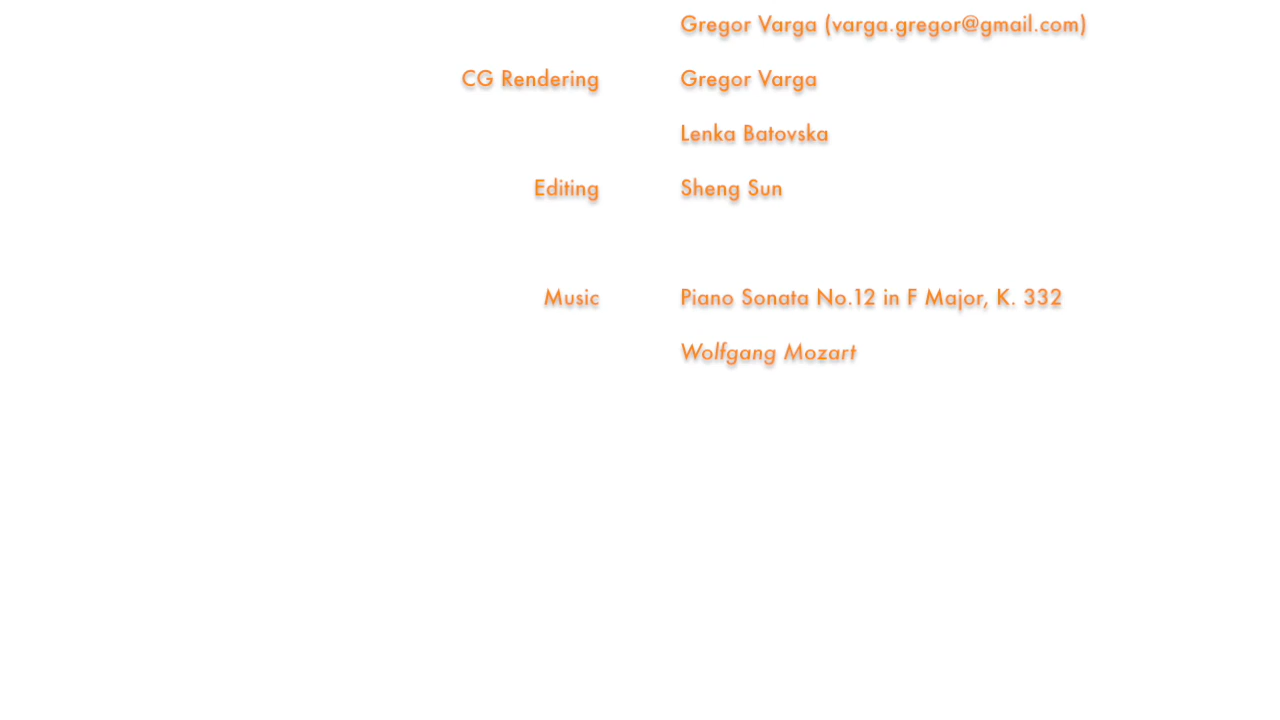 Gregor Varga (varga.gregor@gmail.com)
CG Rendering Gregor Varga
Lenka Batovska
Editing Sheng Sun
Music Piano Sonata No.12 in F Major, K. 332
Wolfgang Mozart